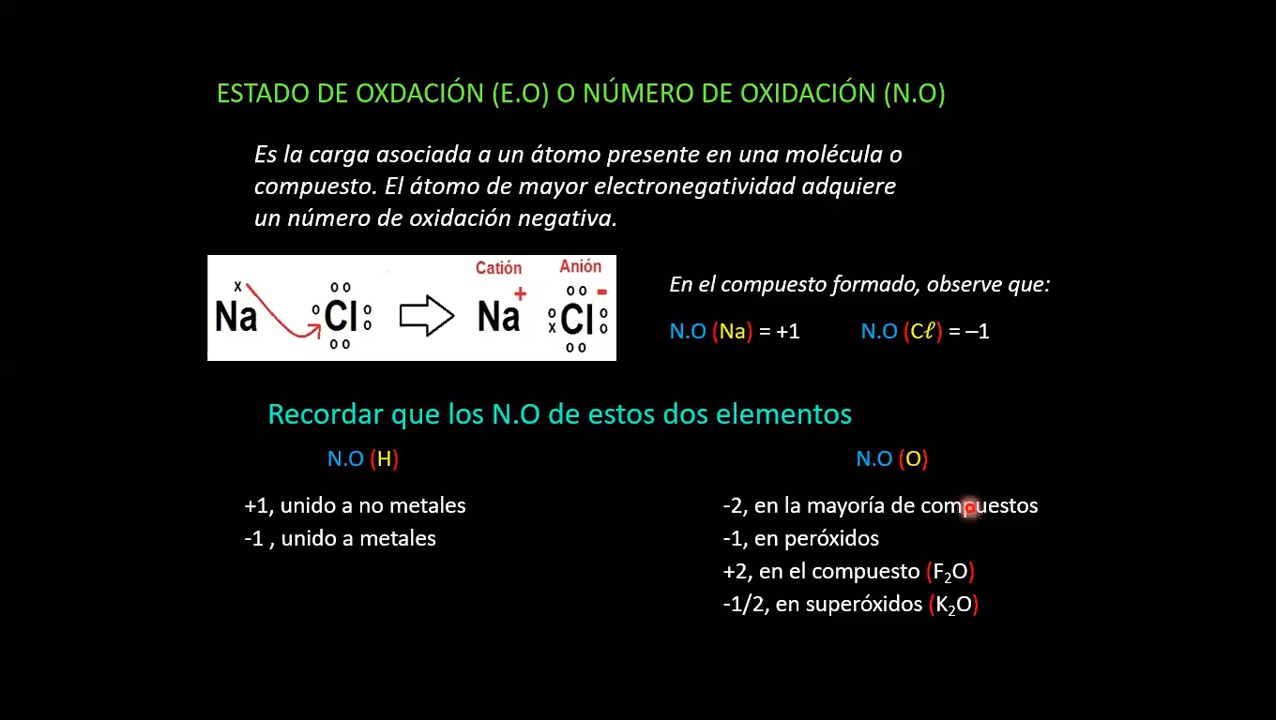 ESTADO DE OXDACIÓN (E.O) O NÚMERO DE OXIDACIÓN (N.O)
Es la carga asociada a un átomo presente en una molécula o
compuesto. El átomo de mayor electronegatividad adquiere
un número de oxidación negativa.
Catión Anión
x Na Cl Na + x Cl -
En el compuesto formado, observe que:
N.O (Na) = +1 N.O (Cℓ) = –1
Recordar que los N.O de estos dos elementos
N.O (H)
+1, unido a no metales
-1 , unido a metales
N.O (O)
-2, en la mayoría de compuestos
-1, en peróxidos
+2, en el compuesto (F₂O)
-1/2, en superóxidos (K₂O)